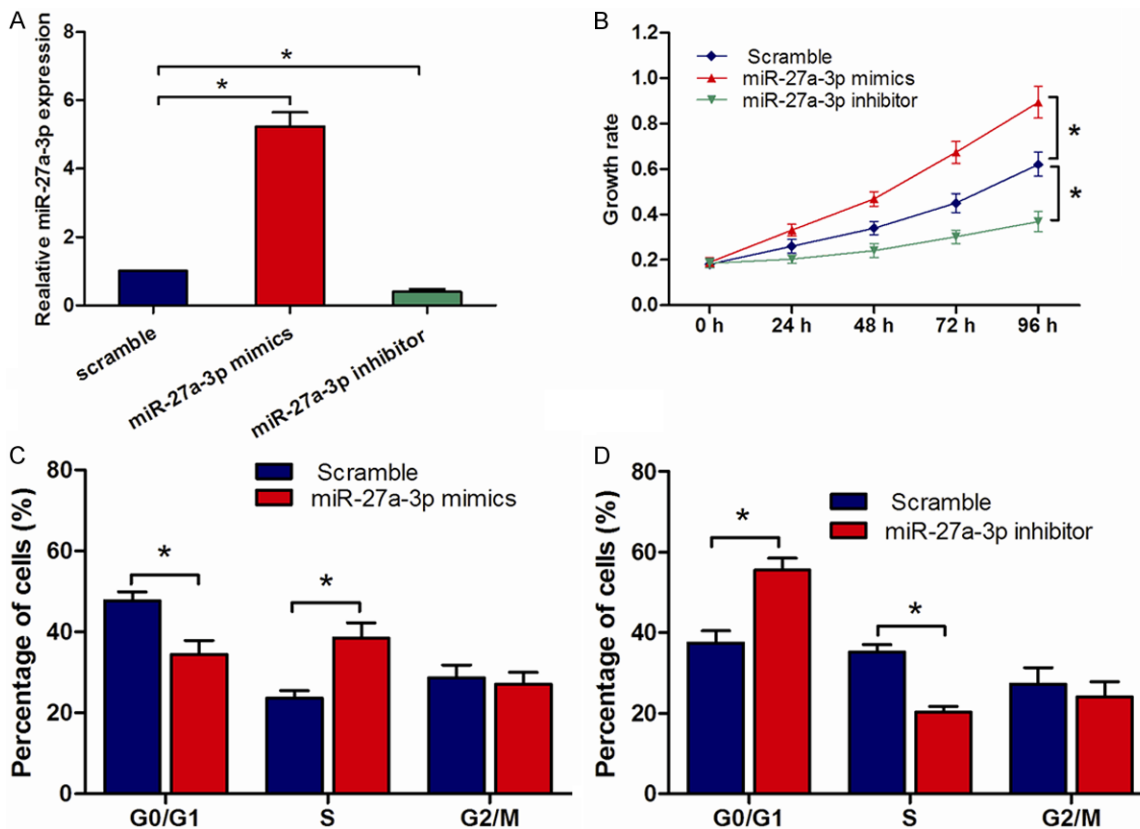 A
Realative miR-27a-3p expression
8
6
4
2
0
*
*
scramble
miR-27a-3p mimics
miR-27a-3p inhibitor
B
Growth rate
1.2
1.0
0.8
0.6
0.4
0.2
0.0
Scramble
miR-27a-3p mimics
miR-27a-3p inhibitor
*
*
0 h
24 h
48 h
72 h
96 h
C
Percentage of cells (%)
80
60
40
20
0
Scramble
miR-27a-3p mimics
*
*
G0/G1
S
G2/M
D
Percentage of cells (%)
80
60
40
20
0
Scramble
miR-27a-3p inhibitor
*
*
G0/G1
S
G2/M